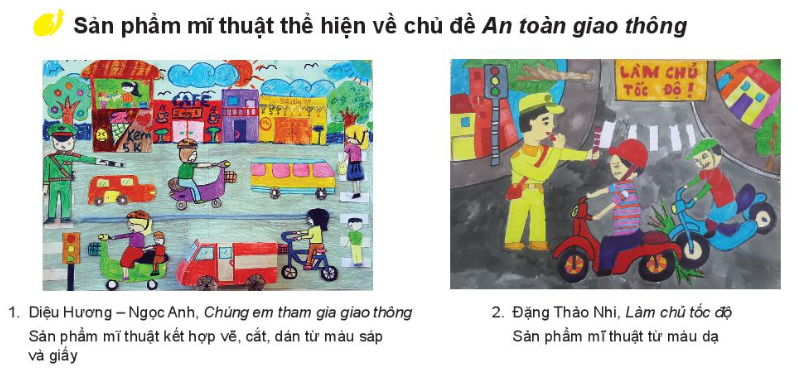 Sản phẩm mĩ thuật thể hiện về chủ đề An toàn giao thông
CAFE
kem
5k
LÀM CHỦ
TỐC ĐỘ!
1. Diệu Hương – Ngọc Anh, Chúng em tham gia giao thông
Sản phẩm mĩ thuật kết hợp vẽ, cắt, dán từ màu sáp
và giấy
2. Đặng Thảo Nhi, Làm chủ tốc độ
Sản phẩm mĩ thuật từ màu dạ